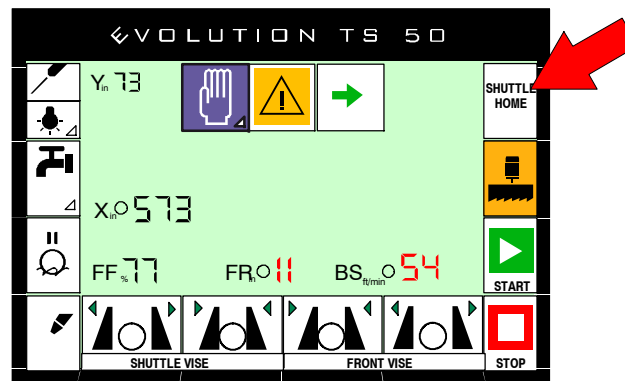 EVOLUTION TS 50
Yin 73
SHUTTLE
HOME
Xin 573
FF% 77
FRin 11
BSft/min 54
START
SHUTTLE VISE
FRONT VISE
STOP